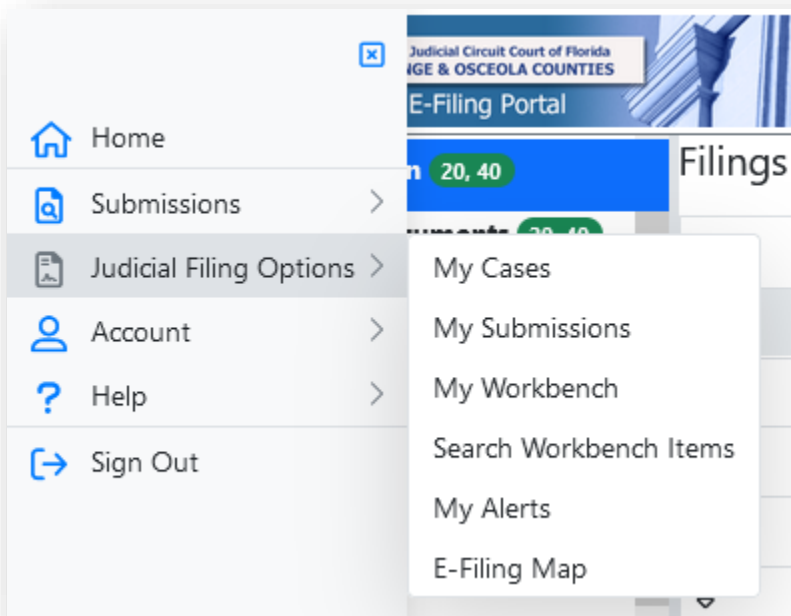 Judicial Circuit Court of Florida
NGE & OSCEOLA COUNTIES
E-Filing Portal
Home
n 20, 40
Filings
Submissions
Judicial Filing Options
My Cases
Account
My Submissions
Help
My Workbench
Sign Out
Search Workbench Items
My Alerts
E-Filing Map